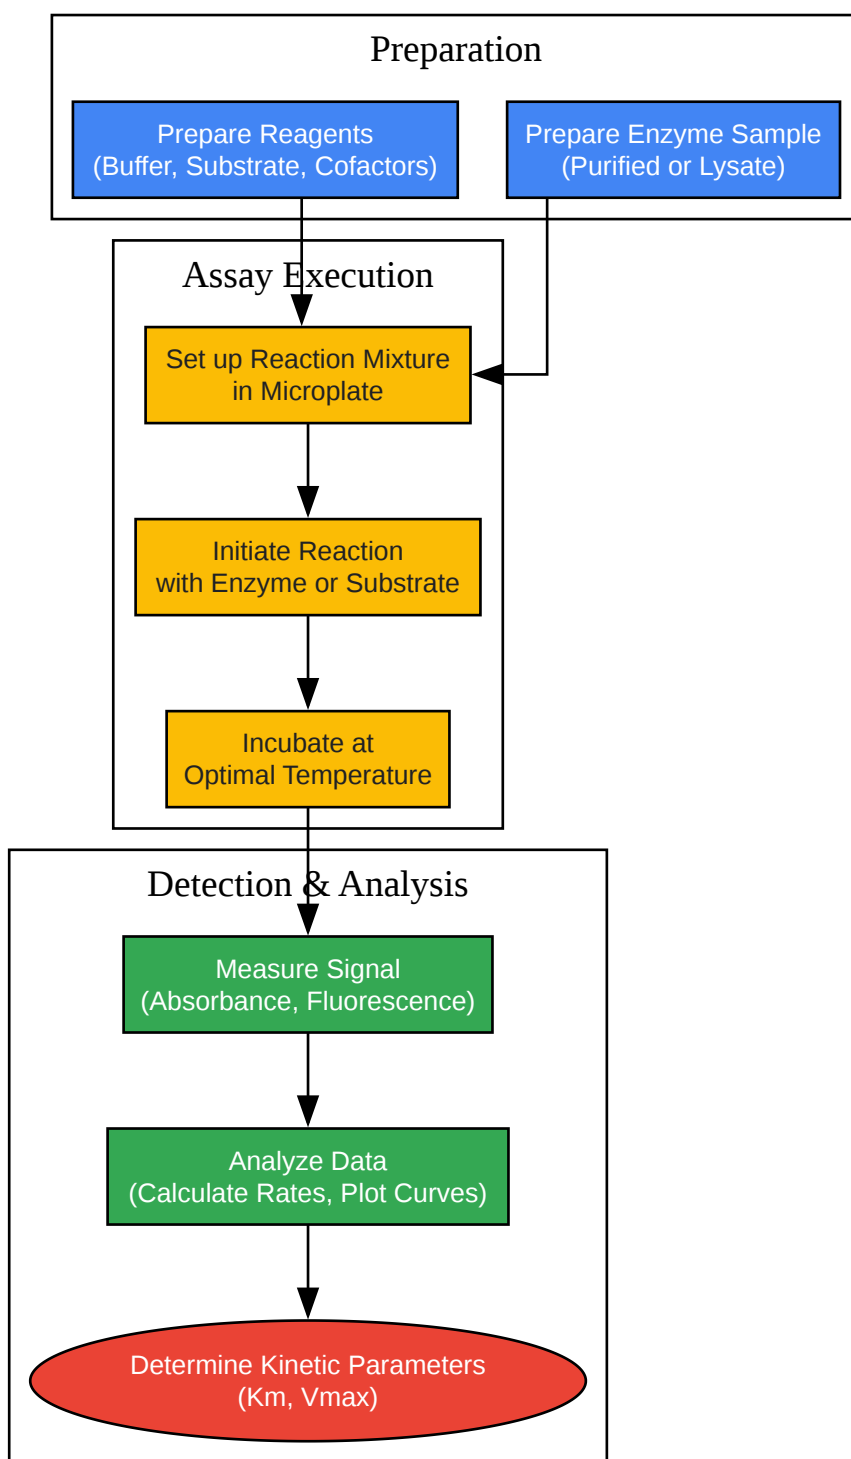 Preparation
Prepare Reagents
(Buffer, Substrate, Cofactors)
Prepare Enzyme Sample
(Purified or Lysate)
Assay Execution
Set up Reaction Mixture
in Microplate
Initiate Reaction
with Enzyme or Substrate
Incubate at
Optimal Temperature
Detection & Analysis
Measure Signal
(Absorbance, Fluorescence)
Analyze Data
(Calculate Rates, Plot Curves)
Determine Kinetic Parameters
(Km, Vmax)